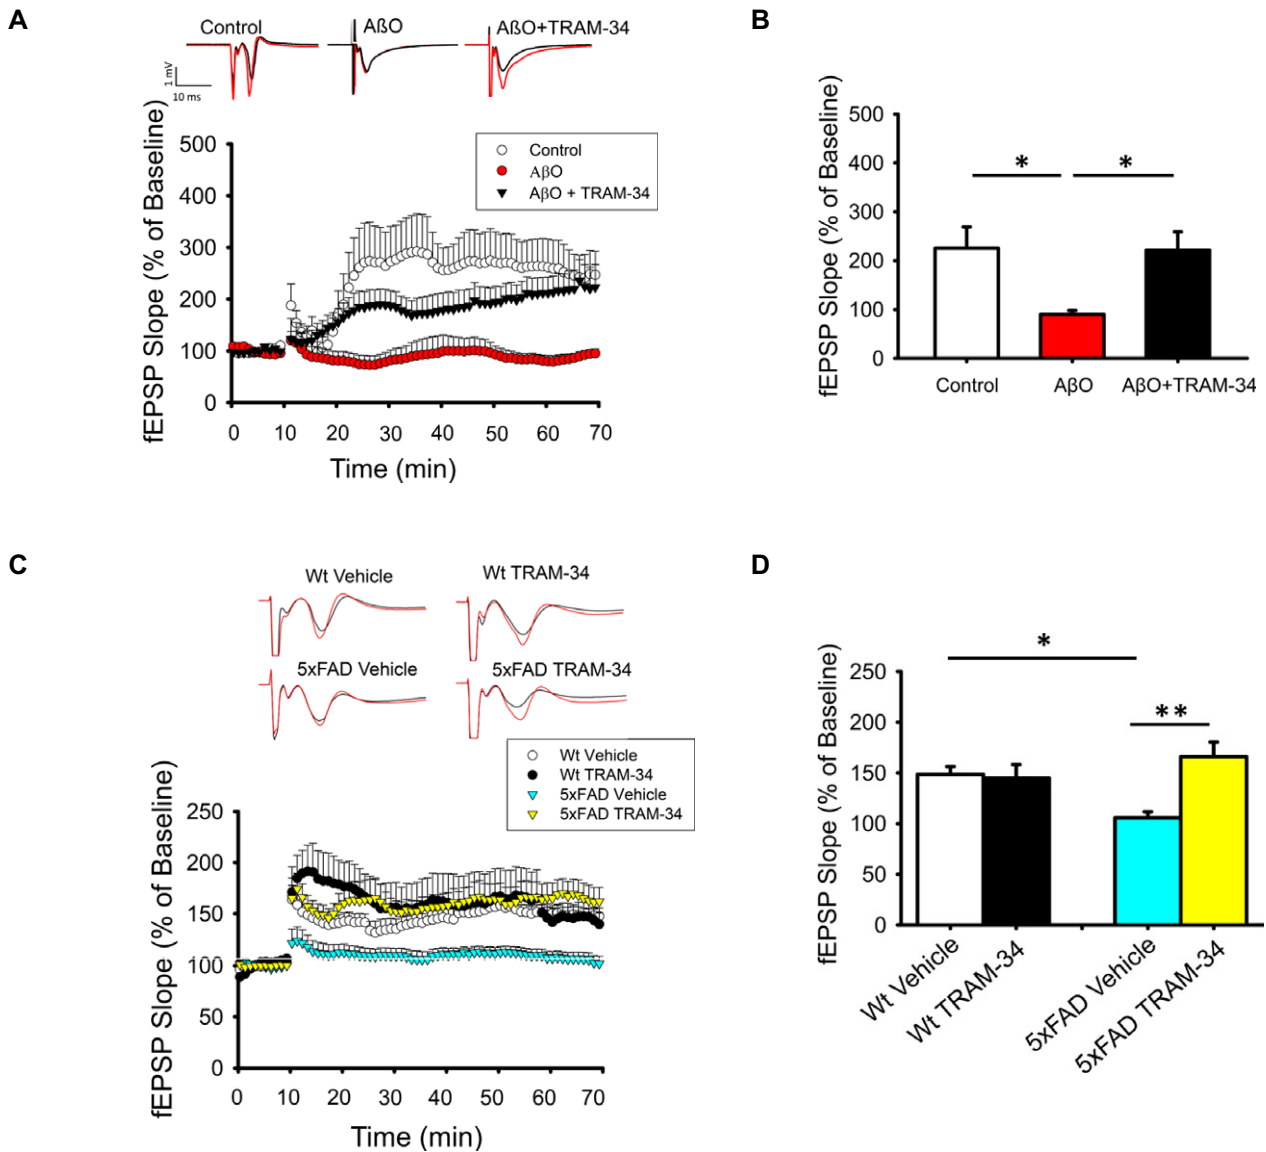 A
Control
AßO
AßO+TRAM-34
1 mV
10 ms
fEPSP Slope (% of Baseline)
500
400
300
200
100
0
Control
AβO
AβO + TRAM-34
0 10 20 30 40 50 60 70
Time (min)
B
fEPSP Slope (% of Baseline)
500
400
300
200
100
0
* *
Control AβO AβO+TRAM-34
C
Wt Vehicle
Wt TRAM-34
5xFAD Vehicle
5xFAD TRAM-34
Wt Vehicle
Wt TRAM-34
5xFAD Vehicle
5xFAD TRAM-34
fEPSP Slope (% of Baseline)
250
200
150
100
50
0
0 10 20 30 40 50 60 70
Time (min)
D
fEPSP Slope (% of Baseline)
250
200
150
100
50
0
*
**
Wt Vehicle
Wt TRAM-34
5xFAD Vehicle
5xFAD TRAM-34